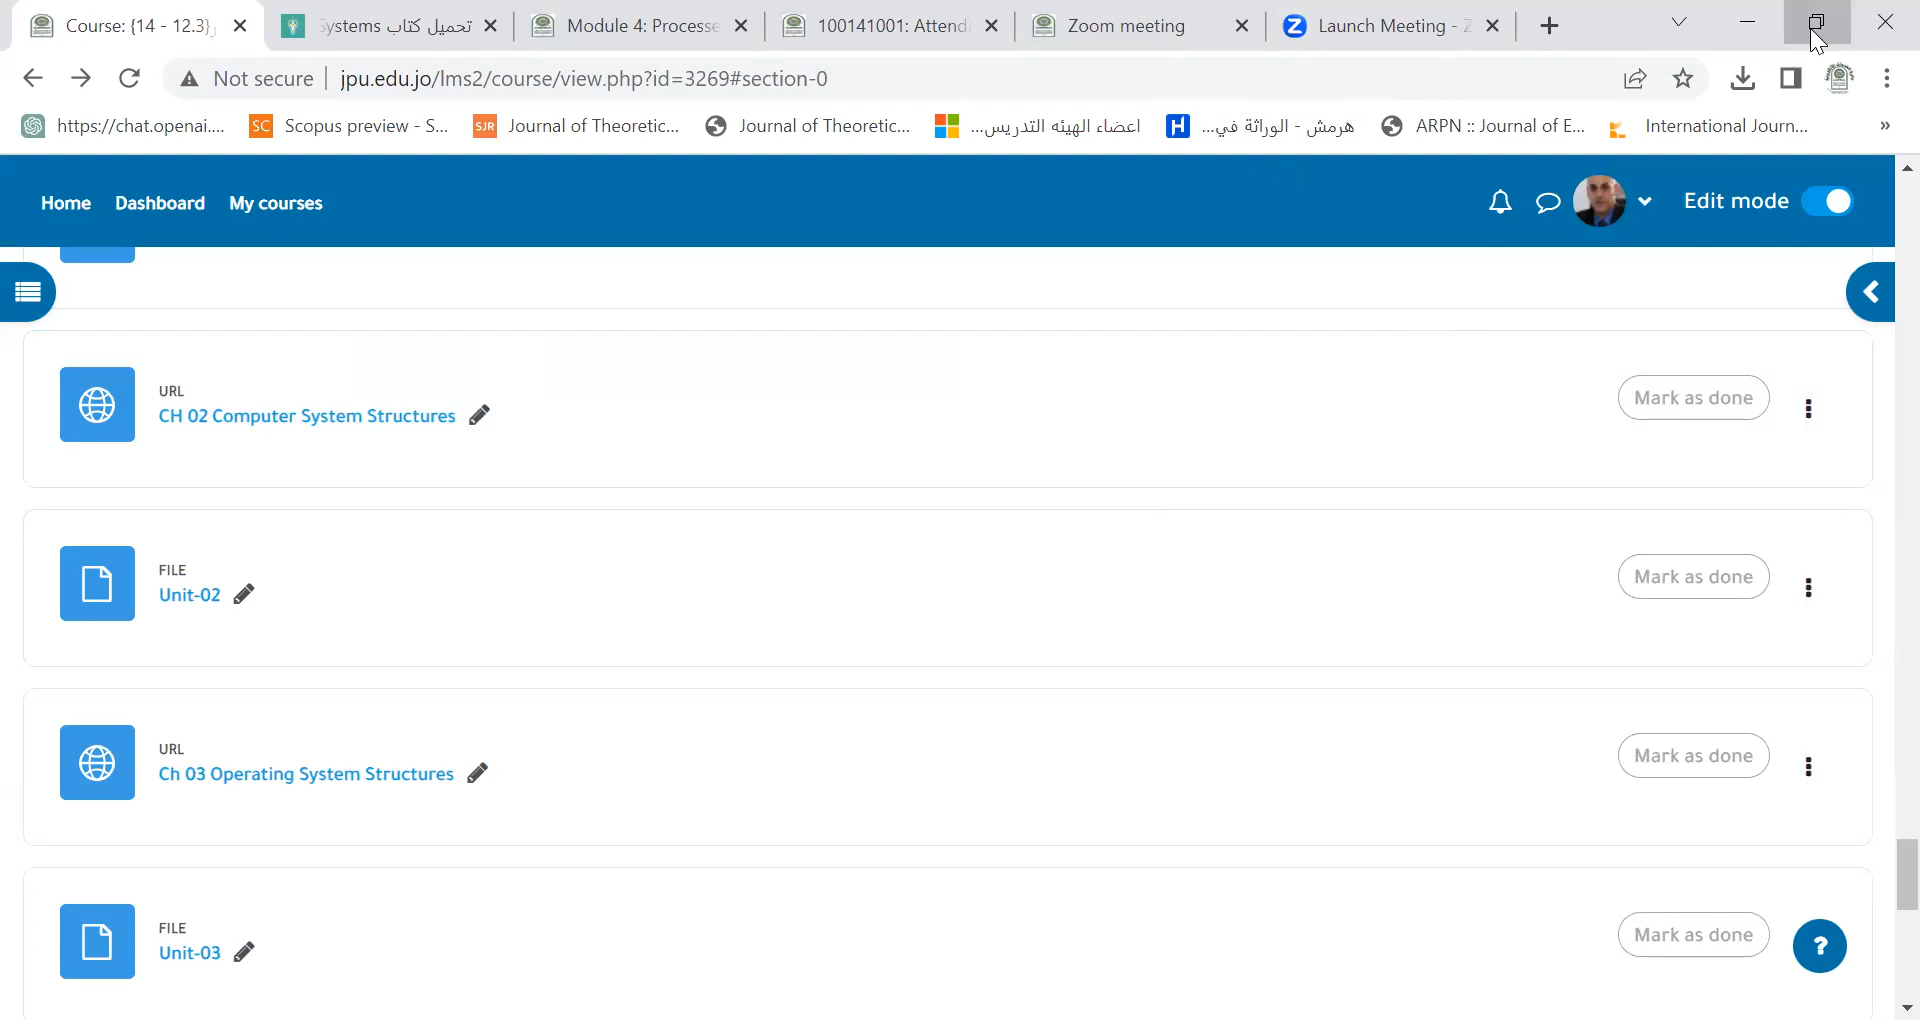 Course: {14 - 12.3}
Systems تحميل كتاب
Module 4: Processe
100141001: Attend
Zoom meeting
Launch Meeting - Z
Not secure
jpu.edu.jo/lms2/course/view.php?id=3269#section-0
https://chat.openai....
SC Scopus preview - S...
SJR Journal of Theoretic...
Journal of Theoretic...
اعضاء الهيئه التدريس...
H هرمش - الوراثة في...
ARPN :: Journal of E...
International Journ...
»
Home
Dashboard
My courses
Edit mode
URL
CH 02 Computer System Structures
Mark as done
FILE
Unit-02
Mark as done
URL
Ch 03 Operating System Structures
Mark as done
FILE
Unit-03
Mark as done
?